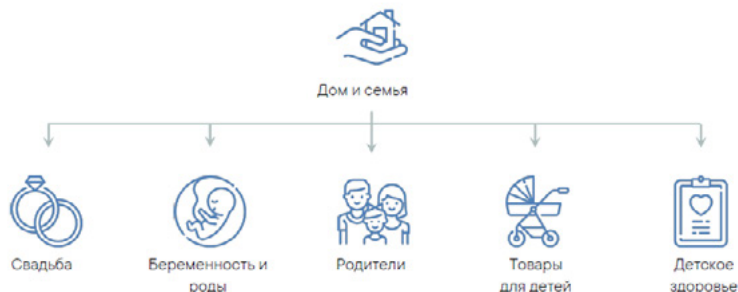 Дом и семья
Свадьба
Беременность и
роды
Родители
Товары
для детей
Детское
здоровье